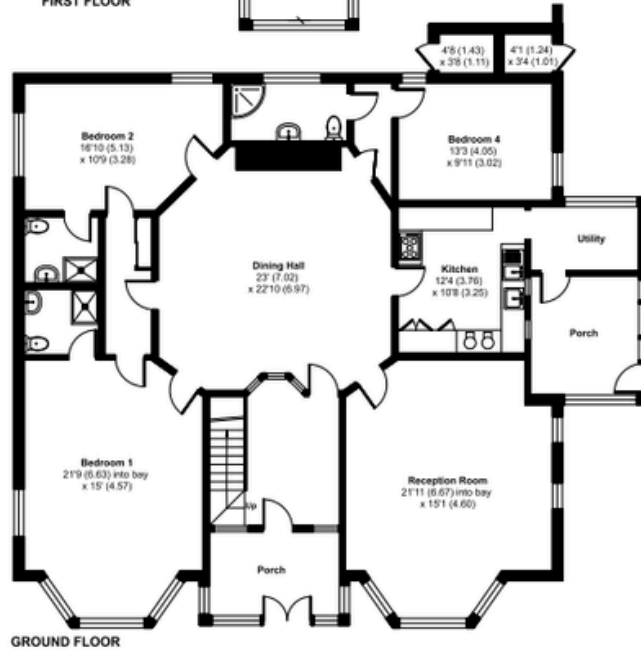 FIRST FLOOR
4'8 (1.43)
x 3'8 (1.11)
4'1 (1.24)
x 3'4 (1.01)
Bedroom 2
16'10 (5.13)
x 10'9 (3.28)
Bedroom 4
13'3 (4.05)
x 9'11 (3.02)
Dining Hall
23' (7.02)
x 22'10 (6.97)
Kitchen
12'4 (3.76)
x 10'8 (3.25)
Utility
Porch
Bedroom 1
21'9 (6.63) into bay
x 15' (4.57)
Up
Reception Room
21'11 (6.67) into bay
x 15'1 (4.60)
Porch
GROUND FLOOR